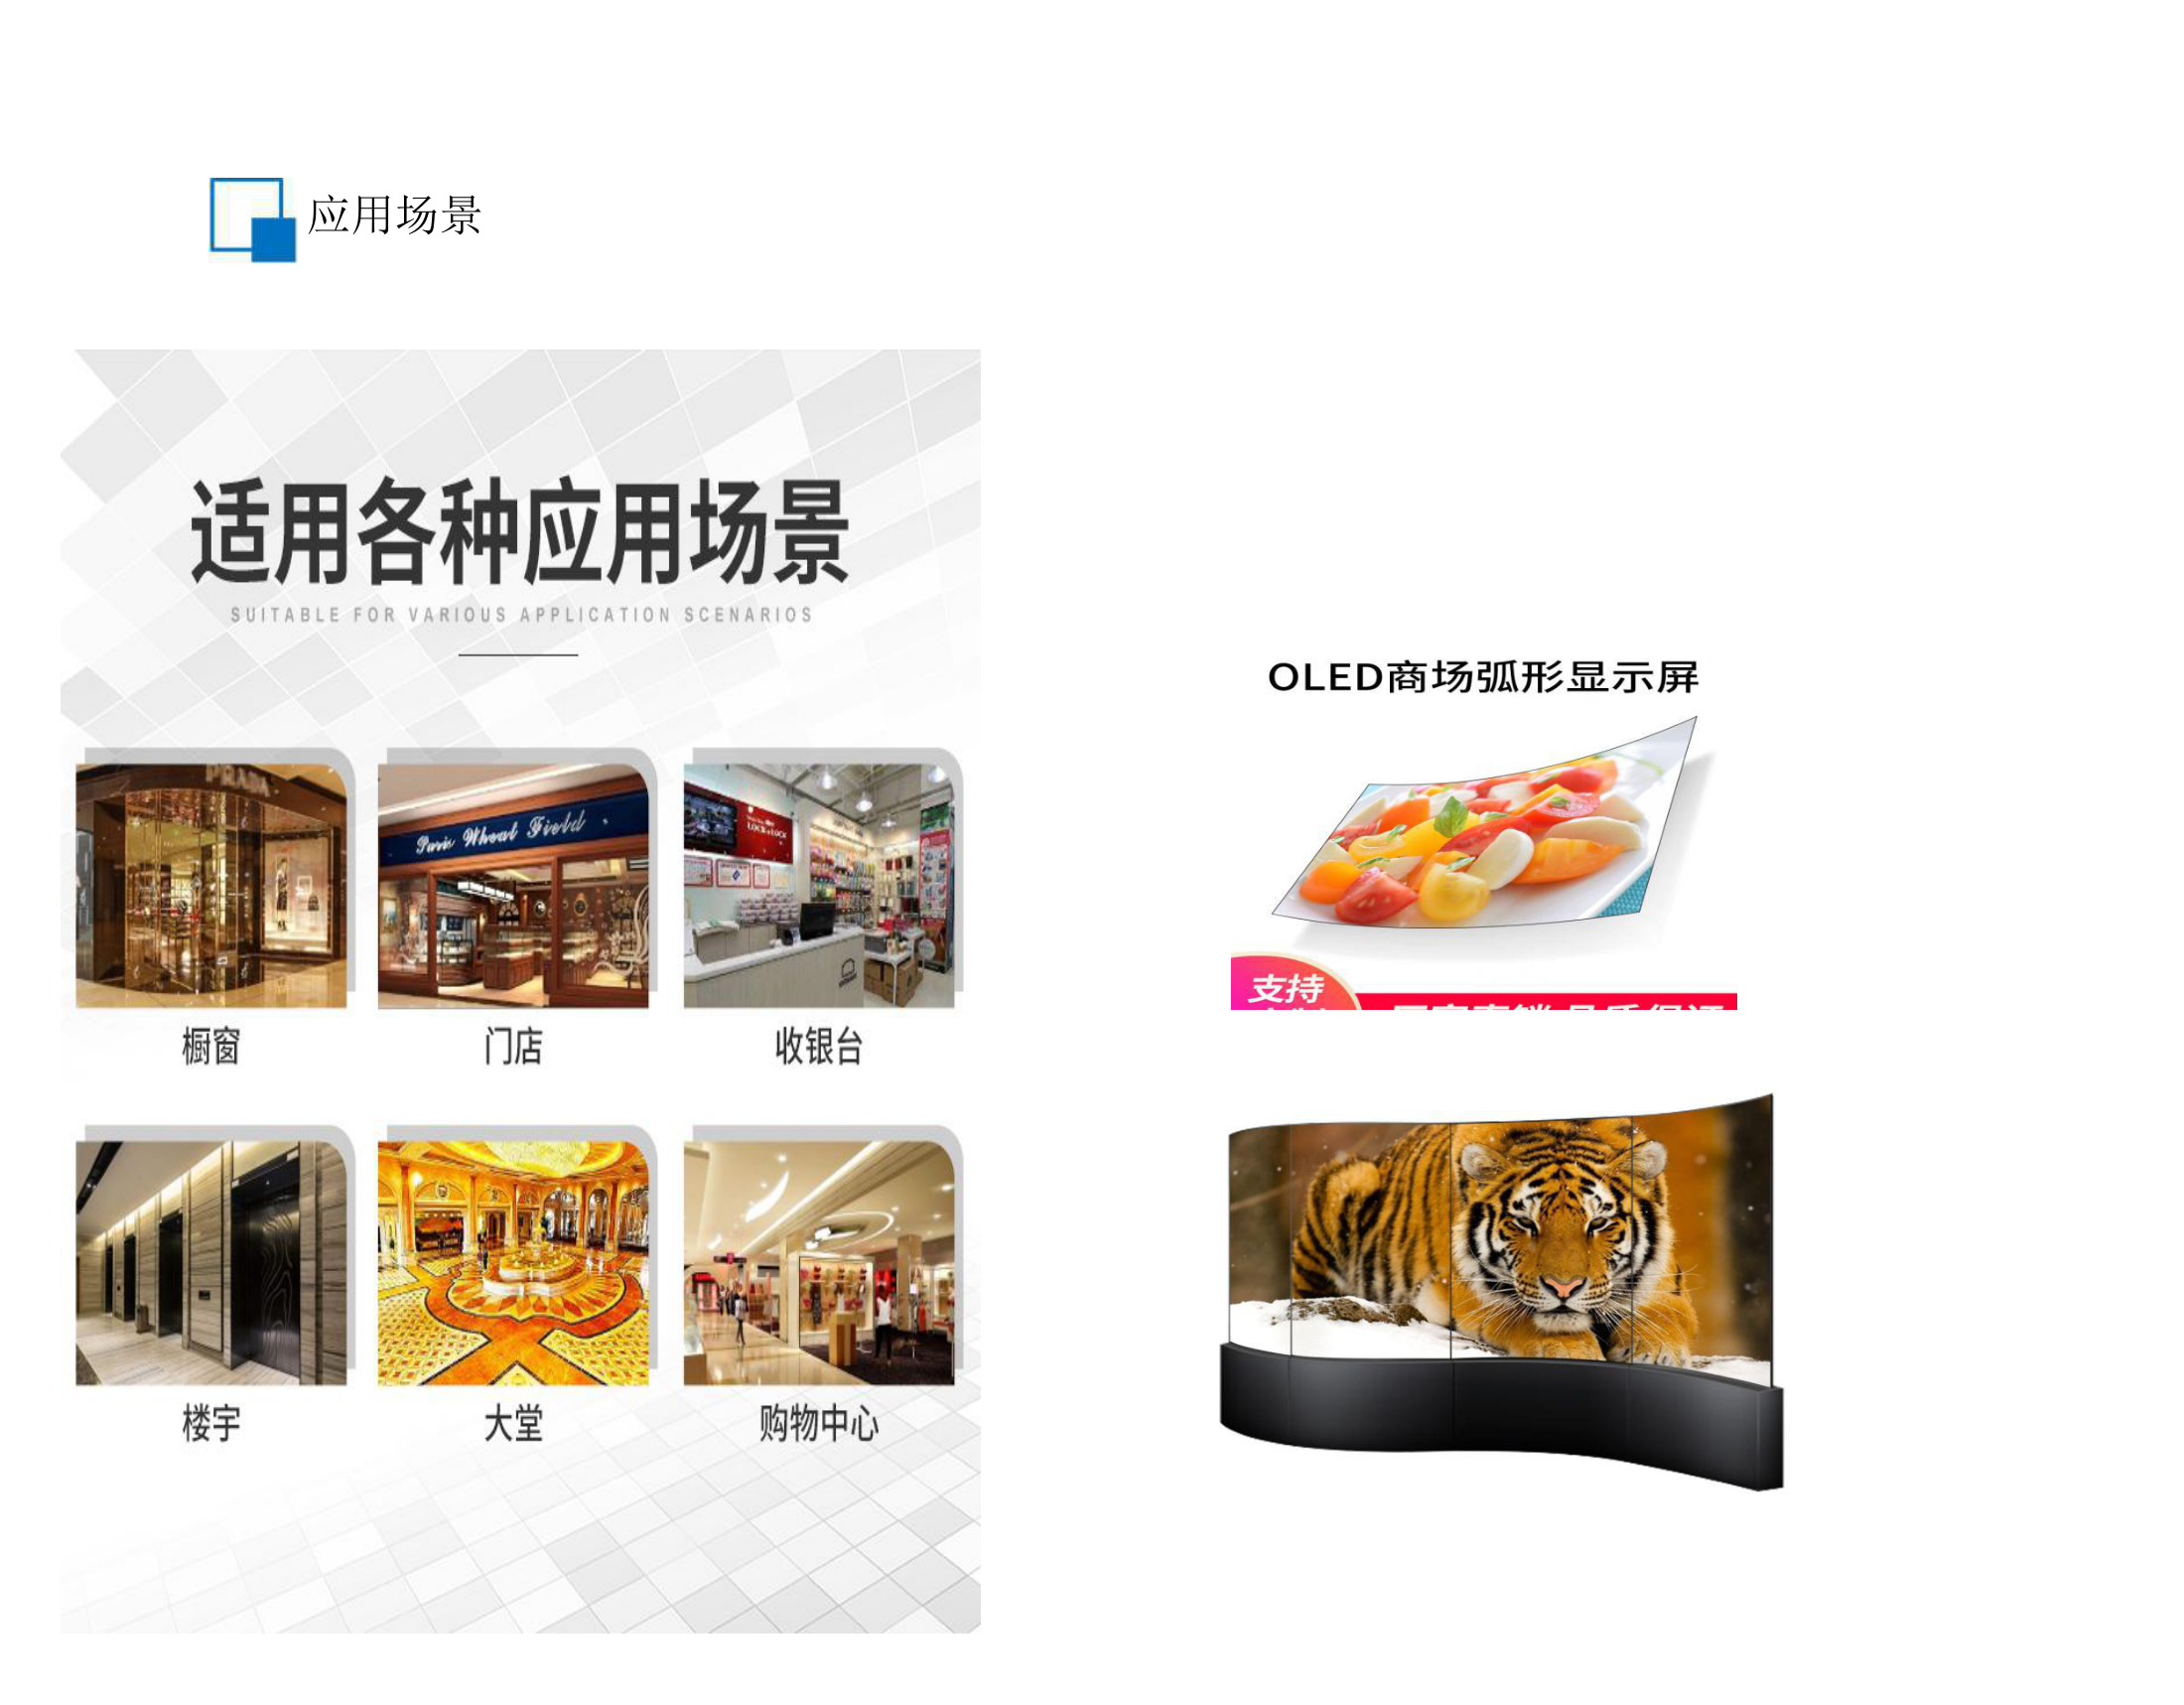 应用场景
适用各种应用场景
SUITABLE FOR VARIOUS APPLICATION SCENARIOS
PRADA
Paris Wheat Field
LOCK&LOCK
橱窗
门店
收银台
楼宇
大堂
购物中心
OLED商场弧形显示屏
支持